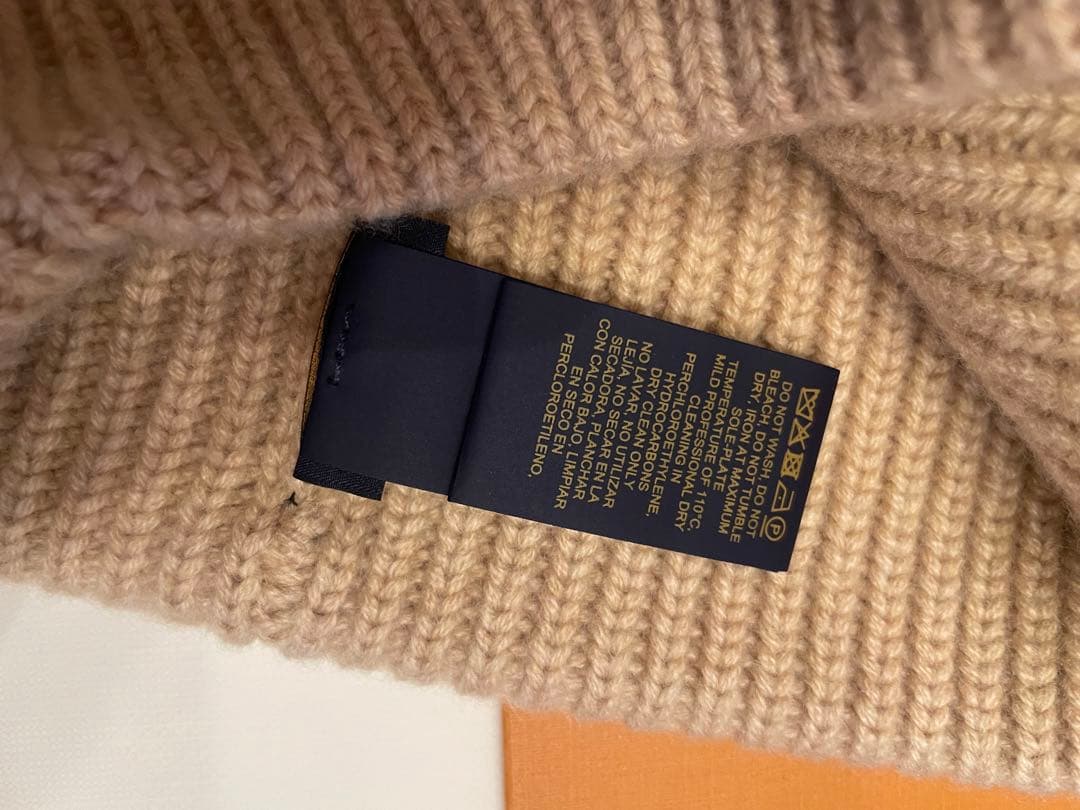 P
DO NOT WASH, DO NOT
BLEACH, DO NOT TUMBLE
DRY, IRON AT MAXIMUM
SOLE-PLATE
TEMPERATURE OF 110°C,
MILD PROFESSIONAL DRY
CLEANING IN
PERCHLOROETHYLENE,
HYDROCARBONS
DRY CLEAN ONLY
NO LAVAR, NO UTILIZAR
LEJÍA, NO SECAR EN LA
SECADORA, PLANCHAR
CON CALOR BAJO, LIMPIAR
EN SECO EN
PERCLOROETILENO,